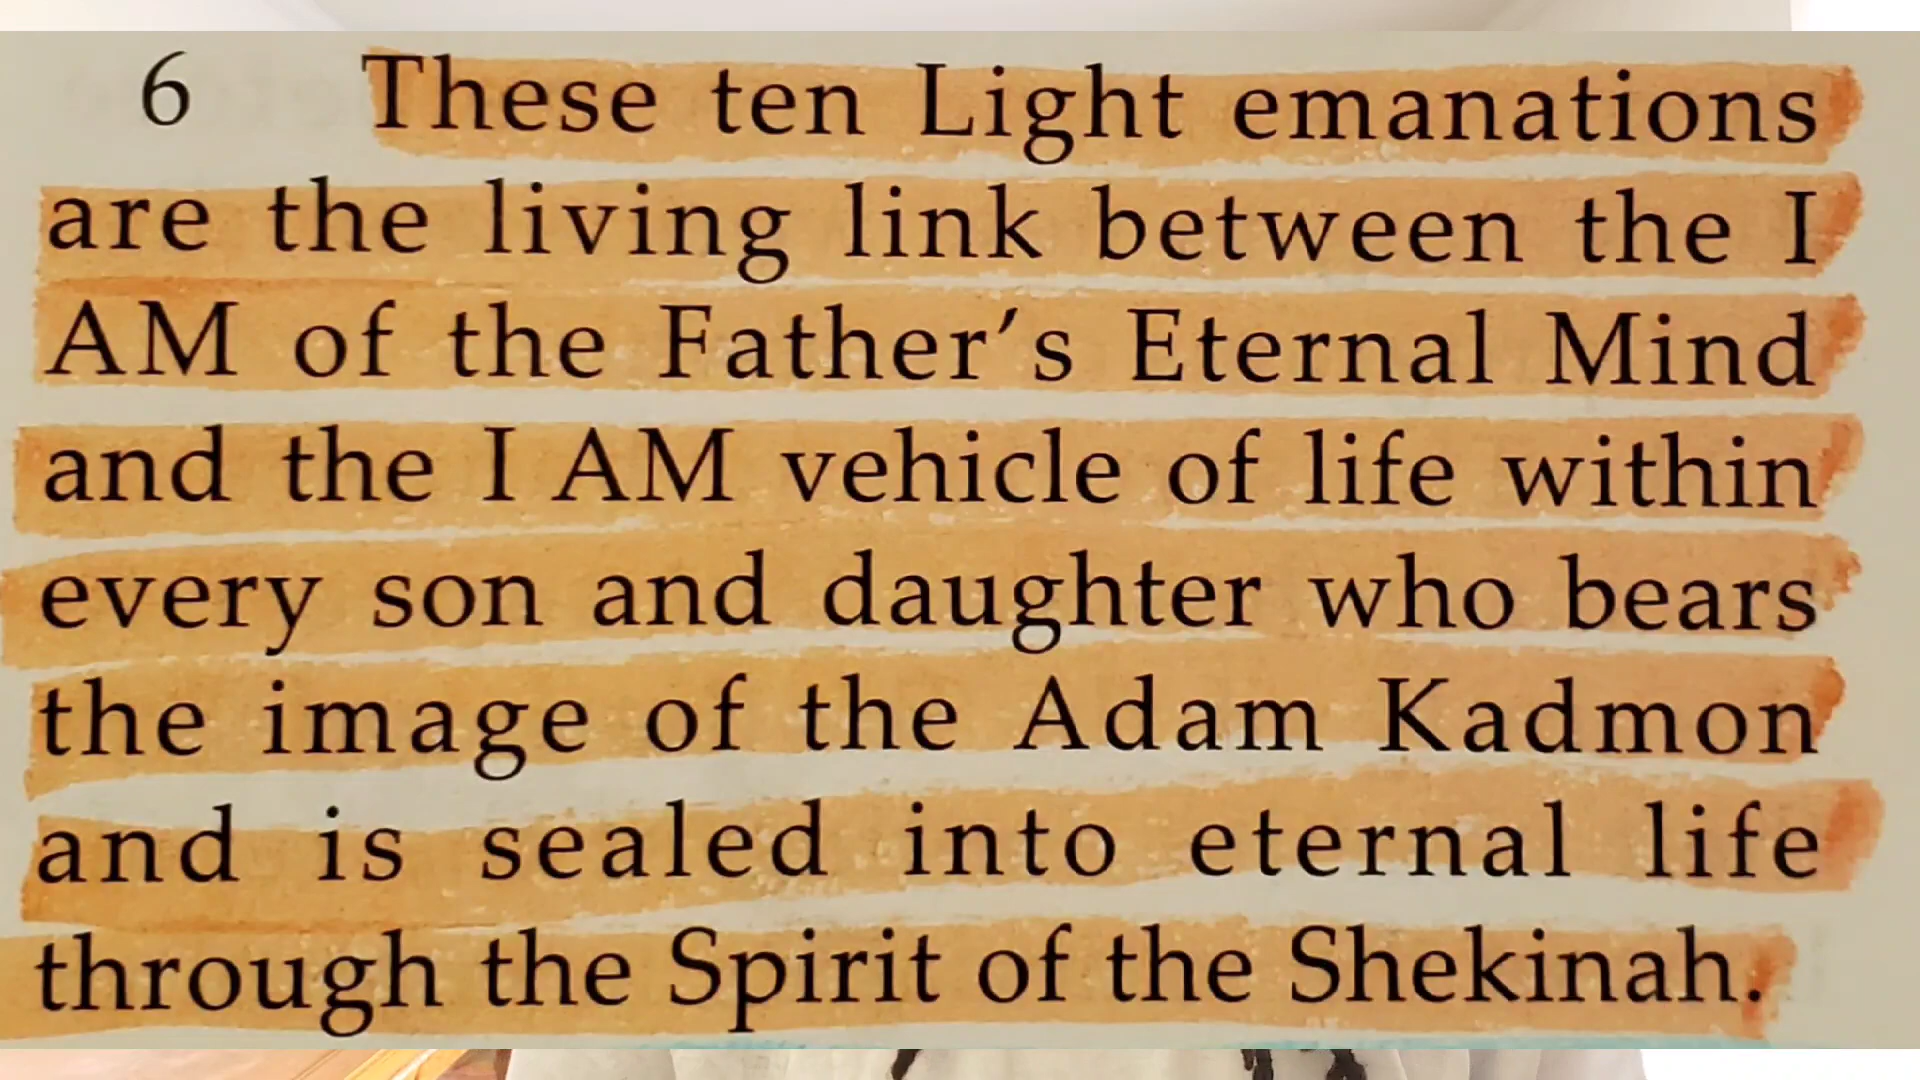 6 These ten Light emanations
are the living link between the I
AM of the Father’s Eternal Mind
and the I AM vehicle of life within
every son and daughter who bears
the image of the Adam Kadmon
and is sealed into eternal life
through the Spirit of the Shekinah.